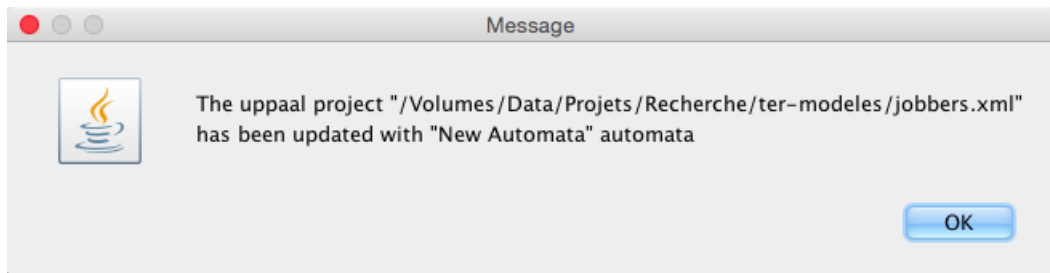 Message
The uppaal project "/Volumes/Data/Projets/Recherche/ter-modeles/jobbers.xml"
has been updated with "New Automata" automata
OK